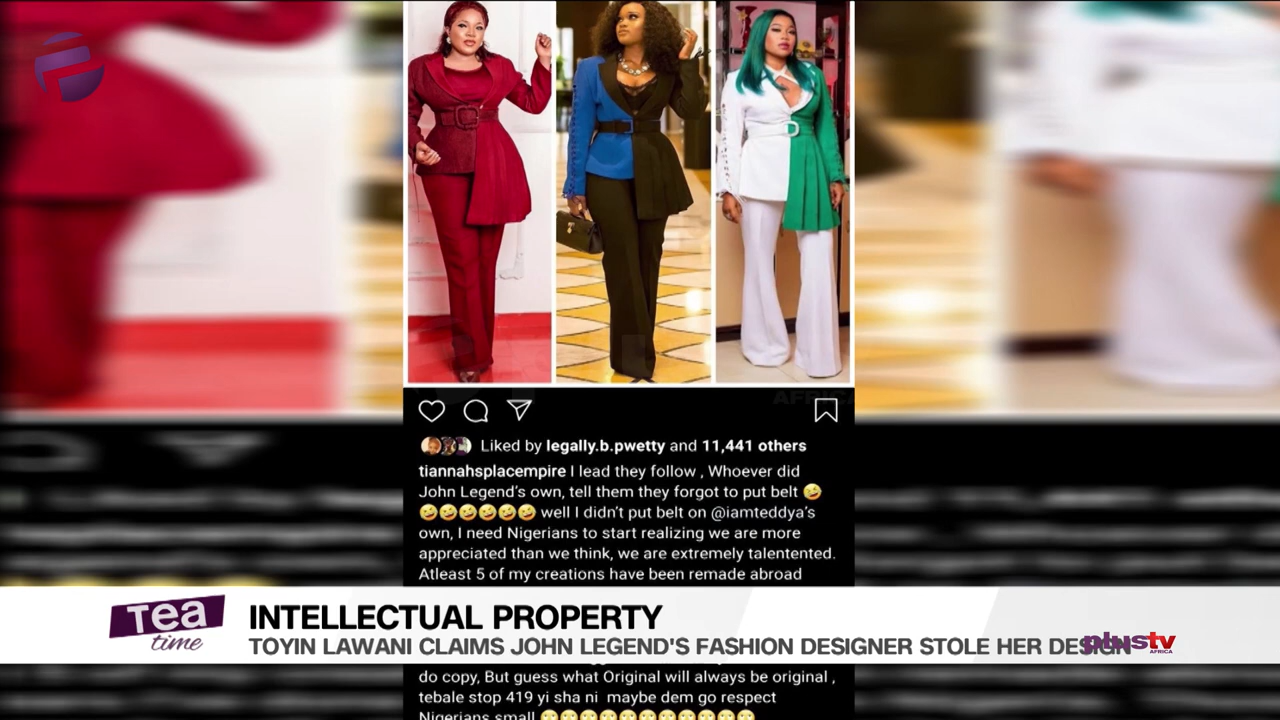 AFRICA
Liked by legally.b.pwetty and 11,441 others
tiannahsplacempire I lead they follow , Whoever did
John Legend's own, tell them they forgot to put belt 🤣
🤣🤣🤣🤣🤣🤣 well I didn't put belt on @iamteddya's
own, I need Nigerians to start realizing we are more
appreciated than we think, we are extremely talentented.
Atleast 5 of my creations have been remade abroad
Tea
time
INTELLECTUAL PROPERTY
TOYIN LAWANI CLAIMS JOHN LEGEND'S FASHION DESIGNER STOLE HER DESIGN
plustv
AFRICA
do copy, But guess what Original will always be original ,
tebale stop 419 yi sha ni maybe dem go respect
Nigerians small 🙄🙄🙄🙄🙄🙄🙄🙄🙄🙄🙄